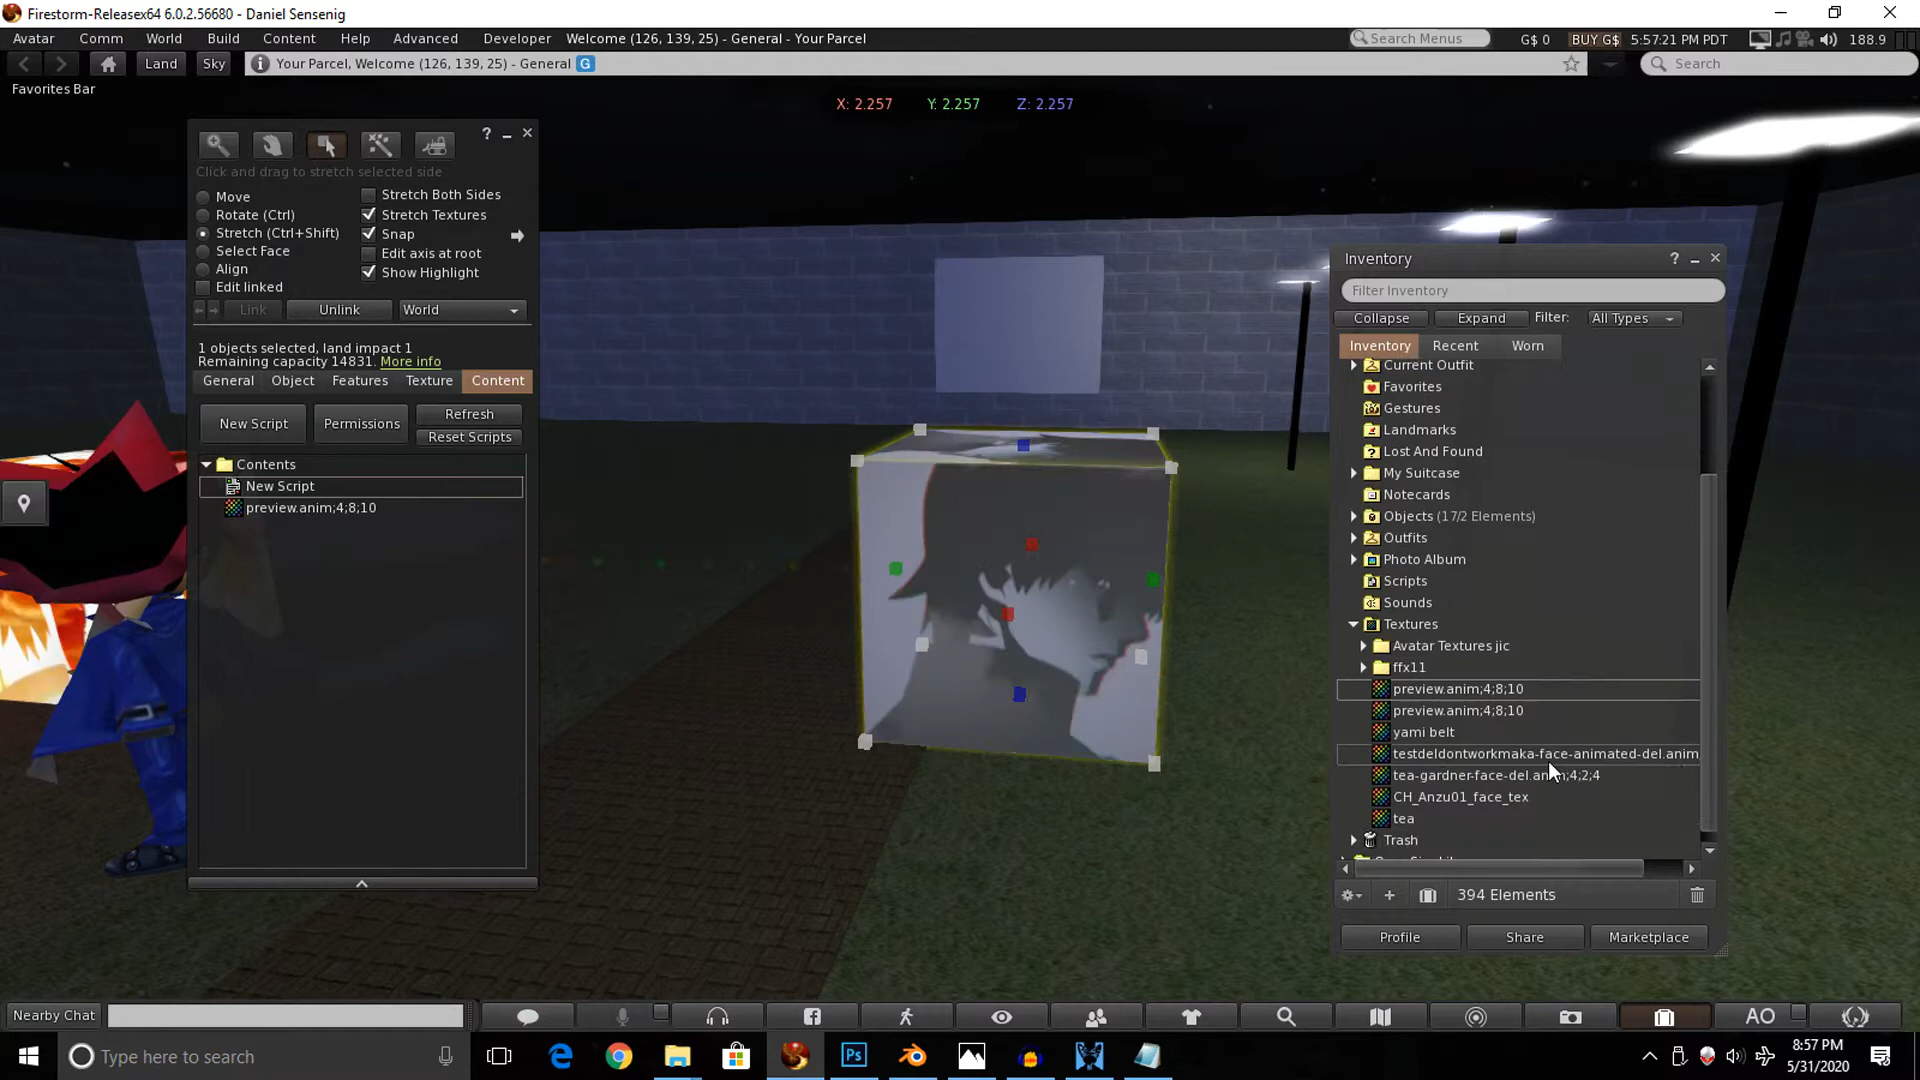 Firestorm-Releasex64 6.0.2.56680 - Daniel Sensenig
Avatar Comm World Build Content Help Advanced Developer Welcome (126, 139, 25) - General - Your Parcel Search Menus G$ 0 BUY G$ 5:57:21 PM PDT 188.9
Land Sky Your Parcel, Welcome (126, 139, 25) - General G Search
Favorites Bar
X: 2.257 Y: 2.257 Z: 2.257
Click and drag to stretch selected side
Move
Rotate (Ctrl)
Stretch (Ctrl+Shift)
Select Face
Align
Edit linked
Stretch Both Sides
Stretch Textures
Snap
Edit axis at root
Show Highlight
Link Unlink World
1 objects selected, land impact 1
Remaining capacity 14831. More info
General Object Features Texture Content
New Script Permissions Refresh
Reset Scripts
Contents
New Script
preview.anim;4;8;10
Inventory ?
Filter Inventory
Collapse Expand Filter: All Types
Inventory Recent Worn
Current Outfit
Favorites
Gestures
Landmarks
Lost And Found
My Suitcase
Notecards
Objects (17/2 Elements)
Outfits
Photo Album
Scripts
Sounds
Textures
Avatar Textures jic
ffx11
preview.anim;4;8;10
preview.anim;4;8;10
yami belt
testdeldontworkmaka-face-animated-del.anim
tea-gardner-face-del.anim;4;2;4
CH_Anzu01_face_tex
tea
Trash
394 Elements
Profile Share Marketplace
Nearby Chat AO
Type here to search
Ps
8:57 PM
5/31/2020